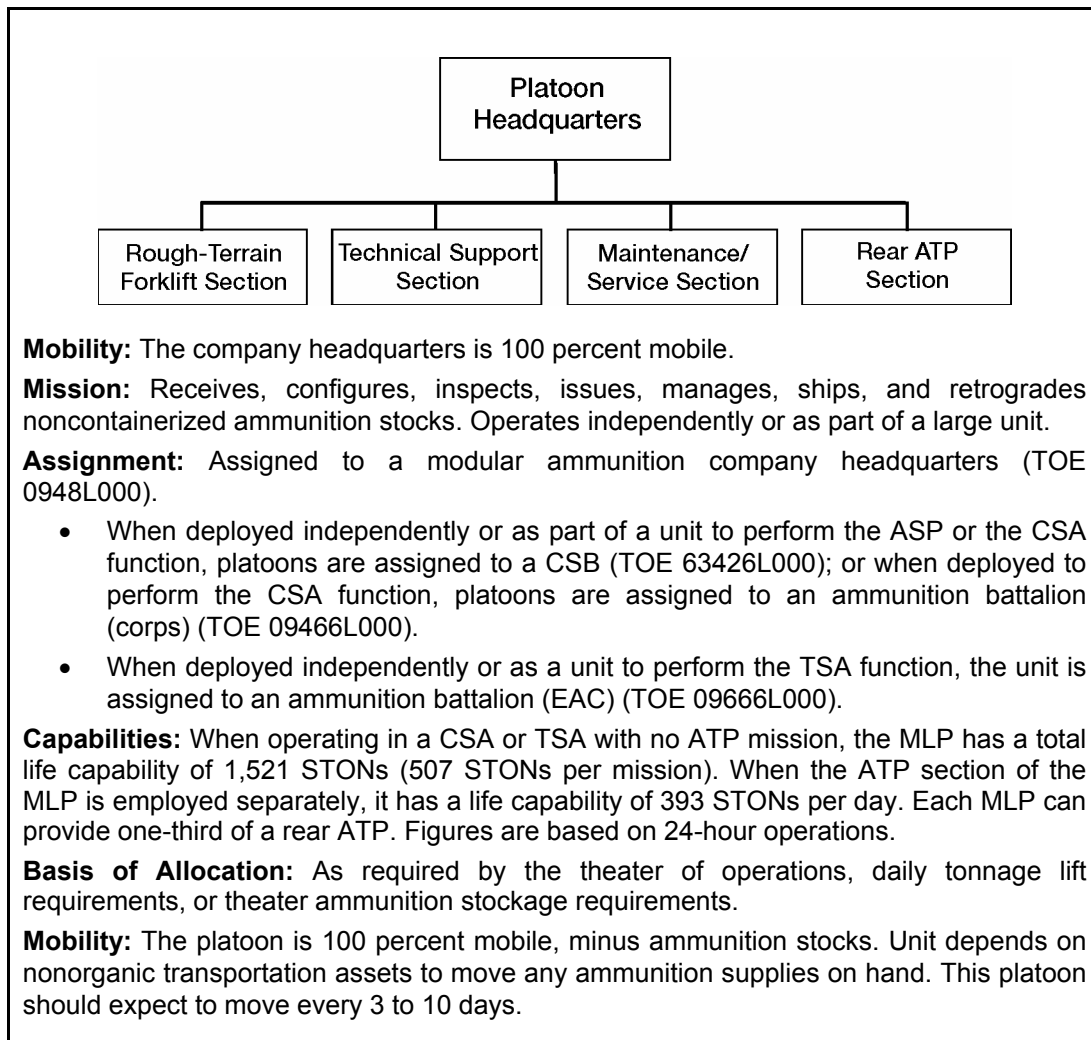 Platoon
Headquarters
Rough-Terrain
Forklift Section
Technical Support
Section
Maintenance/
Service Section
Rear ATP
Section
Mobility: The company headquarters is 100 percent mobile.
Mission: Receives, configures, inspects, issues, manages, ships, and retrogrades
noncontainerized ammunition stocks. Operates independently or as part of a large unit.
Assignment: Assigned to a modular ammunition company headquarters (TOE
0948L000).
• When deployed independently or as part of a unit to perform the ASP or the CSA
function, platoons are assigned to a CSB (TOE 63426L000); or when deployed to
perform the CSA function, platoons are assigned to an ammunition battalion
(corps) (TOE 09466L000).
• When deployed independently or as a unit to perform the TSA function, the unit is
assigned to an ammunition battalion (EAC) (TOE 09666L000).
Capabilities: When operating in a CSA or TSA with no ATP mission, the MLP has a total
life capability of 1,521 STONs (507 STONs per mission). When the ATP section of the
MLP is employed separately, it has a life capability of 393 STONs per day. Each MLP can
provide one-third of a rear ATP. Figures are based on 24-hour operations.
Basis of Allocation: As required by the theater of operations, daily tonnage lift
requirements, or theater ammunition stockage requirements.
Mobility: The platoon is 100 percent mobile, minus ammunition stocks. Unit depends on
nonorganic transportation assets to move any ammunition supplies on hand. This platoon
should expect to move every 3 to 10 days.